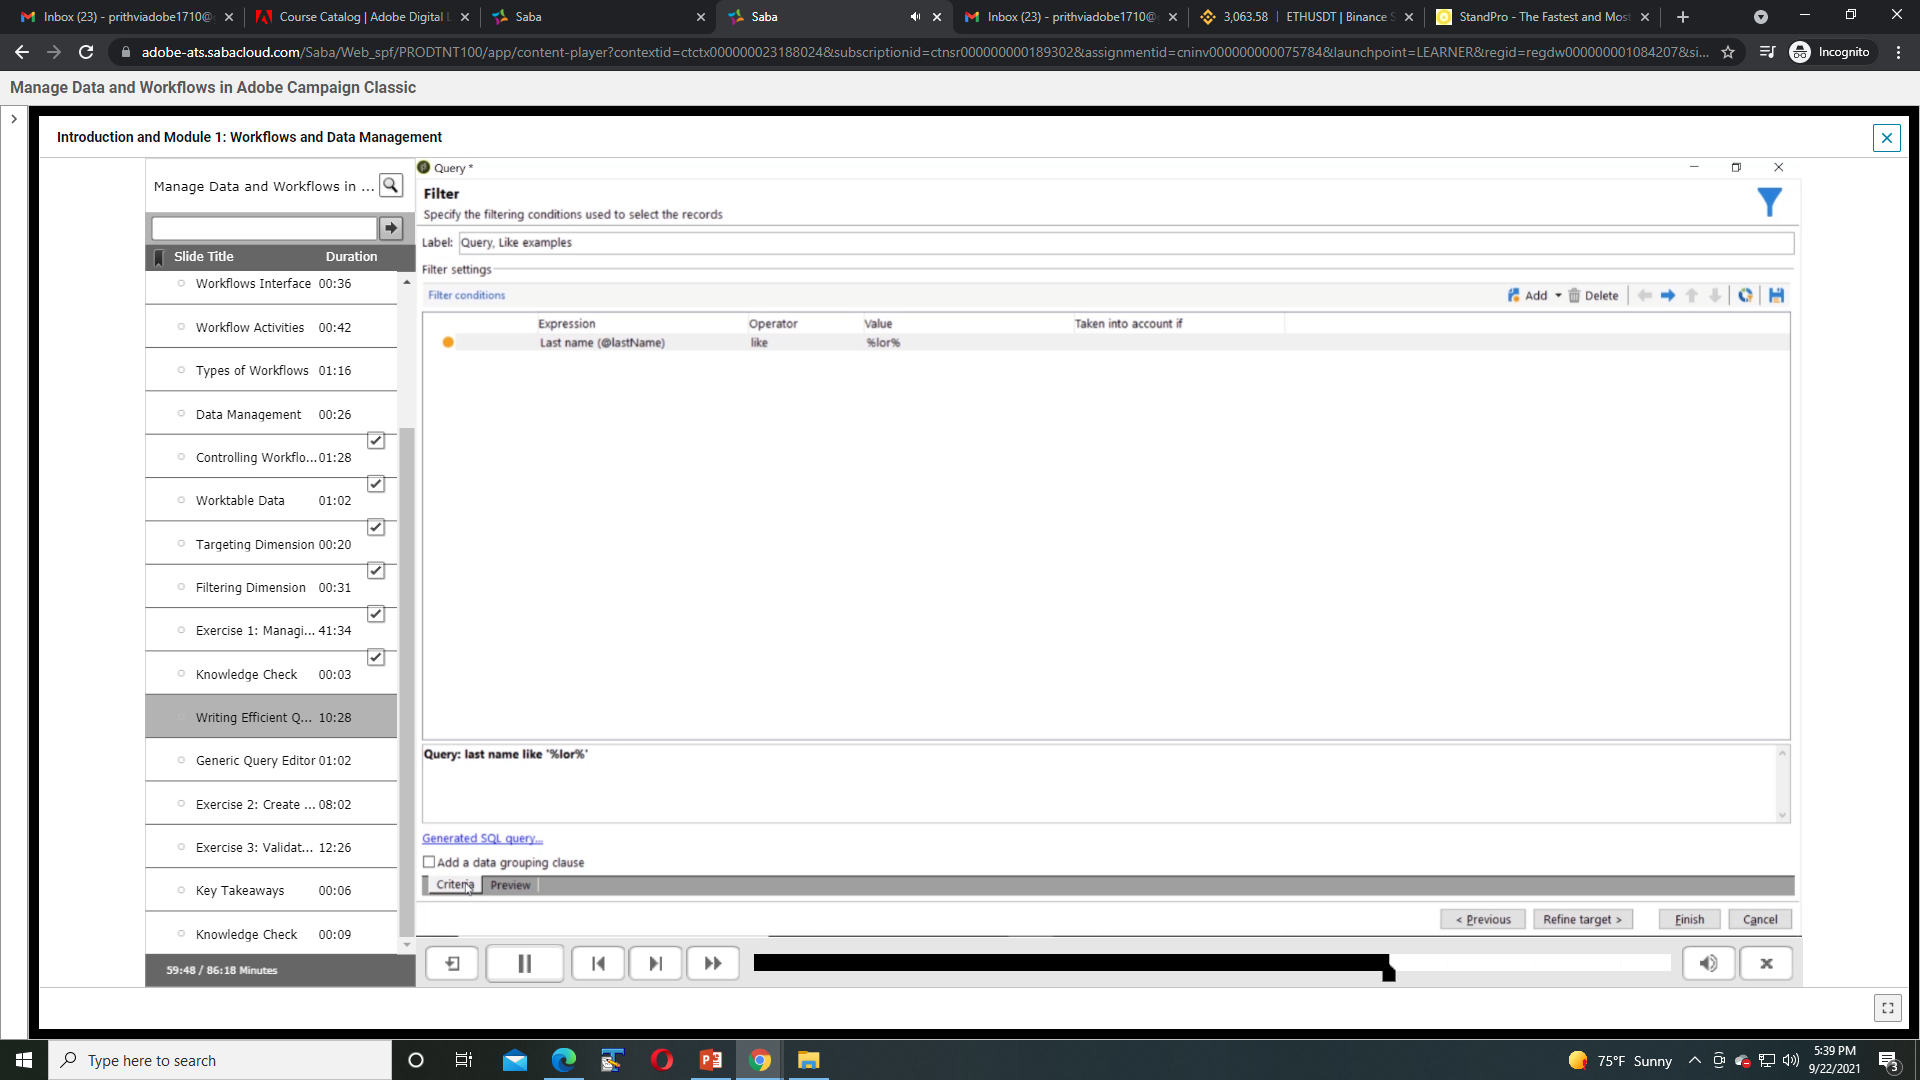 Inbox (23) - prithviadobe1710@
Course Catalog | Adobe Digital L
Saba
Saba
Inbox (23) - prithviadobe1710@
3,063.58 | ETHUSDT | Binance S
StandPro - The Fastest and Most
adobe-ats.sabacloud.com/Saba/Web_spf/PRODTNT100/app/content-player?contextid=ctctx000000023188024&subscriptionid=ctnsr0000000000189302&assignmentid=cninv000000000075784&launchpoint=LEARNER&regid=regdw000000001084207&si...
Incognito
Manage Data and Workflows in Adobe Campaign Classic
Introduction and Module 1: Workflows and Data Management
Manage Data and Workflows in ...
Slide Title Duration
Workflows Interface 00:36
Workflow Activities 00:42
Types of Workflows 01:16
Data Management 00:26
Controlling Workflo... 01:28
Worktable Data 01:02
Targeting Dimension 00:20
Filtering Dimension 00:31
Exercise 1: Managi... 41:34
Knowledge Check 00:03
Writing Efficient Q... 10:28
Generic Query Editor 01:02
Exercise 2: Create ... 08:02
Exercise 3: Validat... 12:26
Key Takeaways 00:06
Knowledge Check 00:09
59:48 / 86:18 Minutes
Query *
Filter
Specify the filtering conditions used to select the records
Label: Query, Like examples
Filter settings
Filter conditions
Add Delete
Expression Operator Value Taken into account if
Last name (@lastName) like %lor%
Query: last name like '%lor%'
Generated SQL query...
Add a data grouping clause
Criteria Preview
< Previous Refine target > Finish Cancel
Type here to search
75°F Sunny
5:39 PM
9/22/2021
3